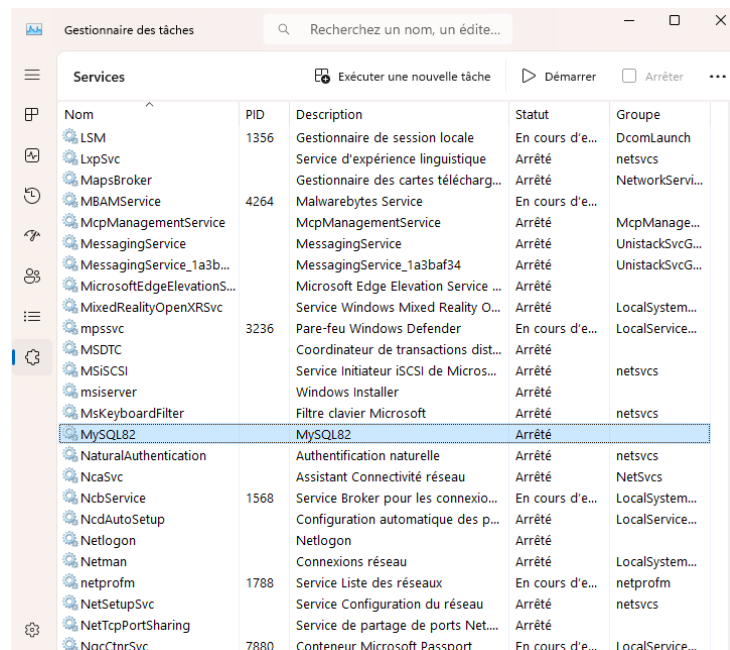 Gestionnaire des tâches Recherchez un nom, un édite...
Services Exécuter une nouvelle tâche Démarrer Arrêter
Nom PID Description Statut Groupe
LSM 1356 Gestionnaire de session locale En cours d'e... DcomLaunch
LxpSvc Service d'expérience linguistique Arrêté netsvcs
MapsBroker Gestionnaire des cartes télécharg... Arrêté NetworkServi...
MBAMService 4264 Malwarebytes Service En cours d'e...
McpManagementService McpManagementService Arrêté McpManage...
MessagingService MessagingService Arrêté UnistackSvcG...
MessagingService_1a3b... MessagingService_1a3baf34 Arrêté UnistackSvcG...
MicrosoftEdgeElevationS... Microsoft Edge Elevation Service ... Arrêté
MixedRealityOpenXRSvc Service Windows Mixed Reality O... Arrêté LocalSystem...
mpssvc 3236 Pare-feu Windows Defender En cours d'e... LocalService...
MSDTC Coordinateur de transactions dist... Arrêté
MSiSCSI Service Initiateur iSCSI de Micros... Arrêté netsvcs
msiserver Windows Installer Arrêté
MsKeyboardFilter Filtre clavier Microsoft Arrêté netsvcs
MySQL82 MySQL82 Arrêté
NaturalAuthentication Authentification naturelle Arrêté netsvcs
NcaSvc Assistant Connectivité réseau Arrêté NetSvcs
NcbService 1568 Service Broker pour les connexio... En cours d'e... LocalSystem...
NcdAutoSetup Configuration automatique des p... Arrêté LocalService...
Netlogon Netlogon Arrêté
Netman Connexions réseau Arrêté LocalSystem...
netprofm 1788 Service Liste des réseaux En cours d'e... netprofm
NetSetupSvc Service Configuration du réseau Arrêté netsvcs
NetTcpPortSharing Service de partage de ports Net.... Arrêté
NgcCtnrSvc 7880 Conteneur Microsoft Passport En cours d'e... LocalService...